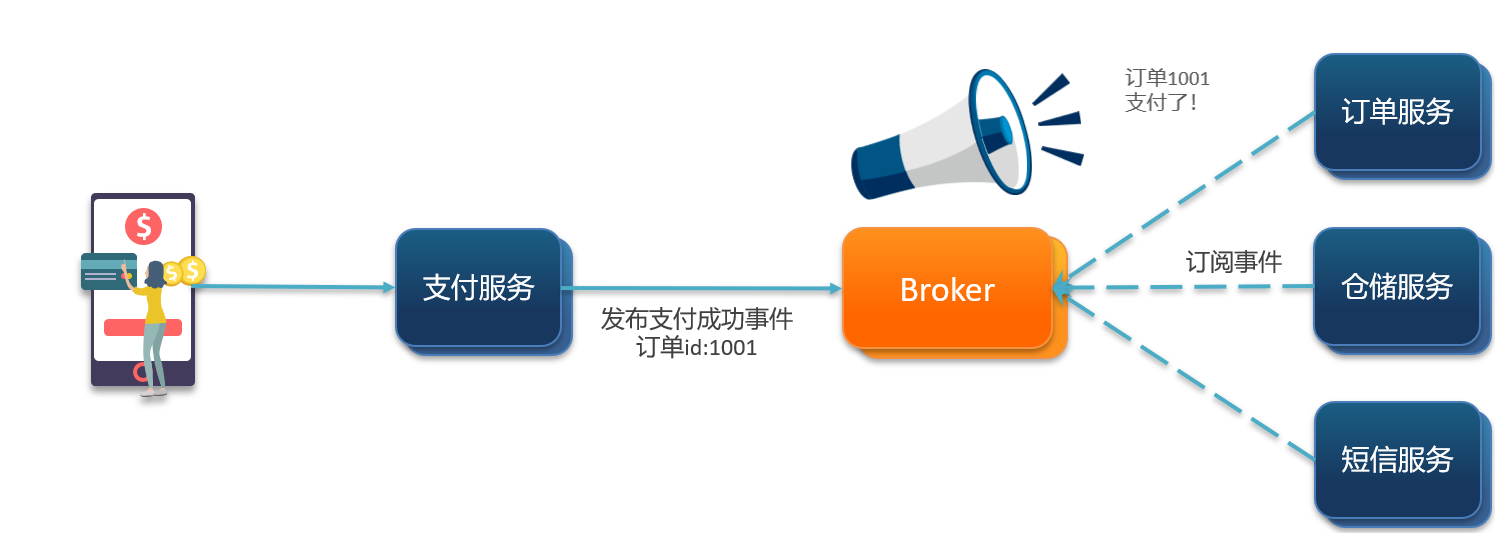 订单1001
支付了!
订单服务
支付服务
发布支付成功事件
订单id:1001
Broker
订阅事件
仓储服务
短信服务